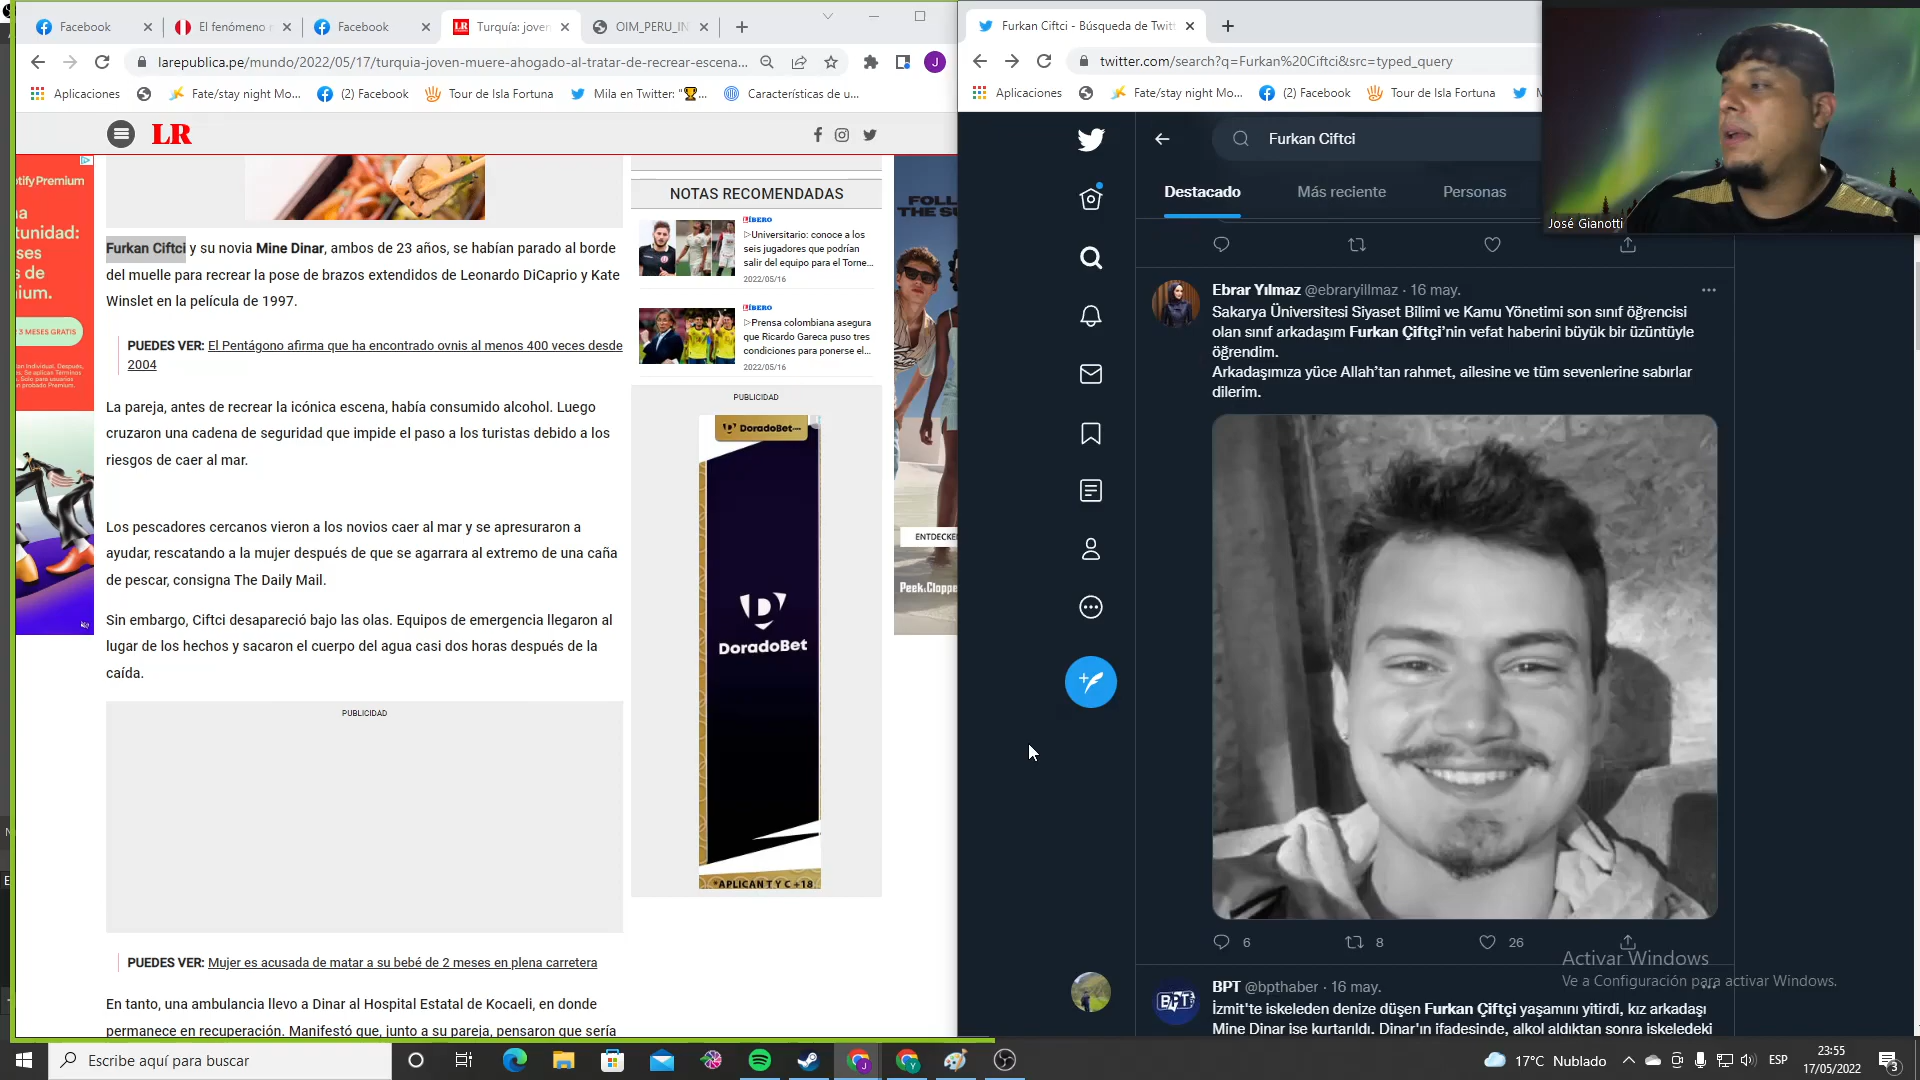 Facebook
El fenómeno
Facebook
Turquía: joven
OIM_PERU_IN
larepublica.pe/mundo/2022/05/17/turquia-joven-muere-ahogado-al-tratar-de-recrear-escena...
Aplicaciones
Fate/stay night Mo...
(2) Facebook
Tour de Isla Fortuna
Mila en Twitter: "🏆...
Características de u...
LR
NOTAS RECOMENDADAS
LÍBERO
▷Universitario: conoce a los
seis jugadores que podrían
salir del equipo para el Torne...
2022/05/16
LÍBERO
▷Prensa colombiana asegura
que Ricardo Gareca puso tres
condiciones para ponerse el...
2022/05/16
PUBLICIDAD
DoradoBet
DoradoBet
*APLICAN T Y C +18
Furkan Ciftci y su novia Mine Dinar, ambos de 23 años, se habían parado al borde
del muelle para recrear la pose de brazos extendidos de Leonardo DiCaprio y Kate
Winslet en la película de 1997.
PUEDES VER: El Pentágono afirma que ha encontrado ovnis al menos 400 veces desde
2004
La pareja, antes de recrear la icónica escena, había consumido alcohol. Luego
cruzaron una cadena de seguridad que impide el paso a los turistas debido a los
riesgos de caer al mar.
Los pescadores cercanos vieron a los novios caer al mar y se apresuraron a
ayudar, rescatando a la mujer después de que se agarrara al extremo de una caña
de pescar, consigna The Daily Mail.
Sin embargo, Ciftci desapareció bajo las olas. Equipos de emergencia llegaron al
lugar de los hechos y sacaron el cuerpo del agua casi dos horas después de la
caída.
PUBLICIDAD
PUEDES VER: Mujer es acusada de matar a su bebé de 2 meses en plena carretera
En tanto, una ambulancia llevo a Dinar al Hospital Estatal de Kocaeli, en donde
permanece en recuperación. Manifestó que, junto a su pareja, pensaron que sería
Furkan Ciftci - Búsqueda de Twitt
twitter.com/search?q=Furkan%20Ciftci&src=typed_query
Aplicaciones
Fate/stay night Mo...
(2) Facebook
Tour de Isla Fortuna
Furkan Ciftci
Destacado
Más reciente
Personas
José Gianotti
Ebrar Yılmaz @ebraryillmaz · 16 may.
Sakarya Üniversitesi Siyaset Bilimi ve Kamu Yönetimi son sınıf öğrencisi
olan sınıf arkadaşım Furkan Çiftçi'nin vefat haberini büyük bir üzüntüyle
öğrendim.
Arkadaşımıza yüce Allah'tan rahmet, ailesine ve tüm sevenlerine sabırlar
dilerim.
6
8
26
BPT @bpthaber · 16 may.
İzmit'te iskeleden denize düşen Furkan Çiftçi yaşamını yitirdi, kız arkadaşı
Mine Dinar ise kurtarıldı. Dinar'ın ifadesinde, alkol aldıktan sonra iskeledeki
Activar Windows
Ve a Configuración para activar Windows.
Escribe aquí para buscar
17°C Nublado
ESP
23:55
17/05/2022
3